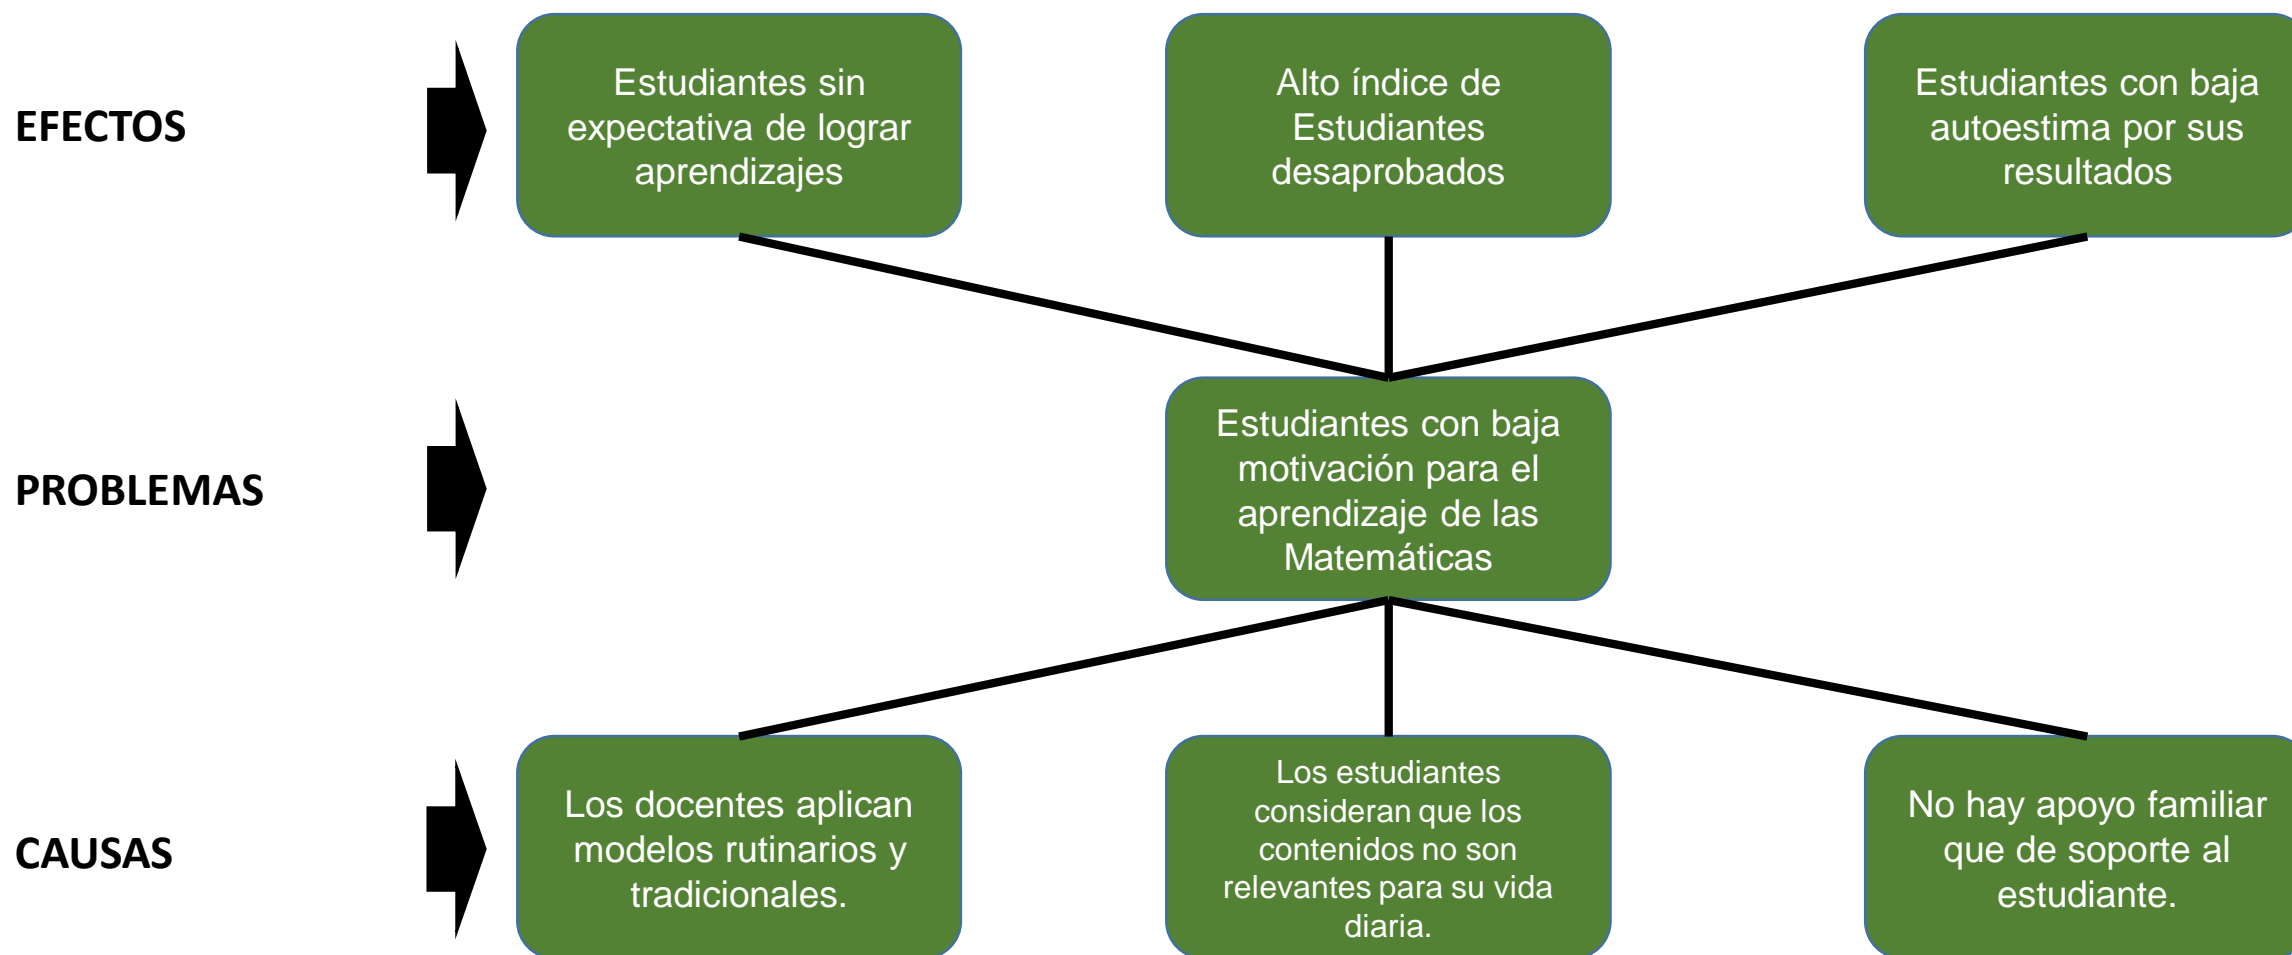 EFECTOS
Estudiantes sin
expectativa de lograr
aprendizajes
Alto índice de
Estudiantes
desaprobados
Estudiantes con baja
autoestima por sus
resultados
PROBLEMAS
Estudiantes con baja
motivación para el
aprendizaje de las
Matemáticas
CAUSAS
Los docentes aplican
modelos rutinarios y
tradicionales.
Los estudiantes
consideran que los
contenidos no son
relevantes para su vida
diaria.
No hay apoyo familiar
que de soporte al
estudiante.